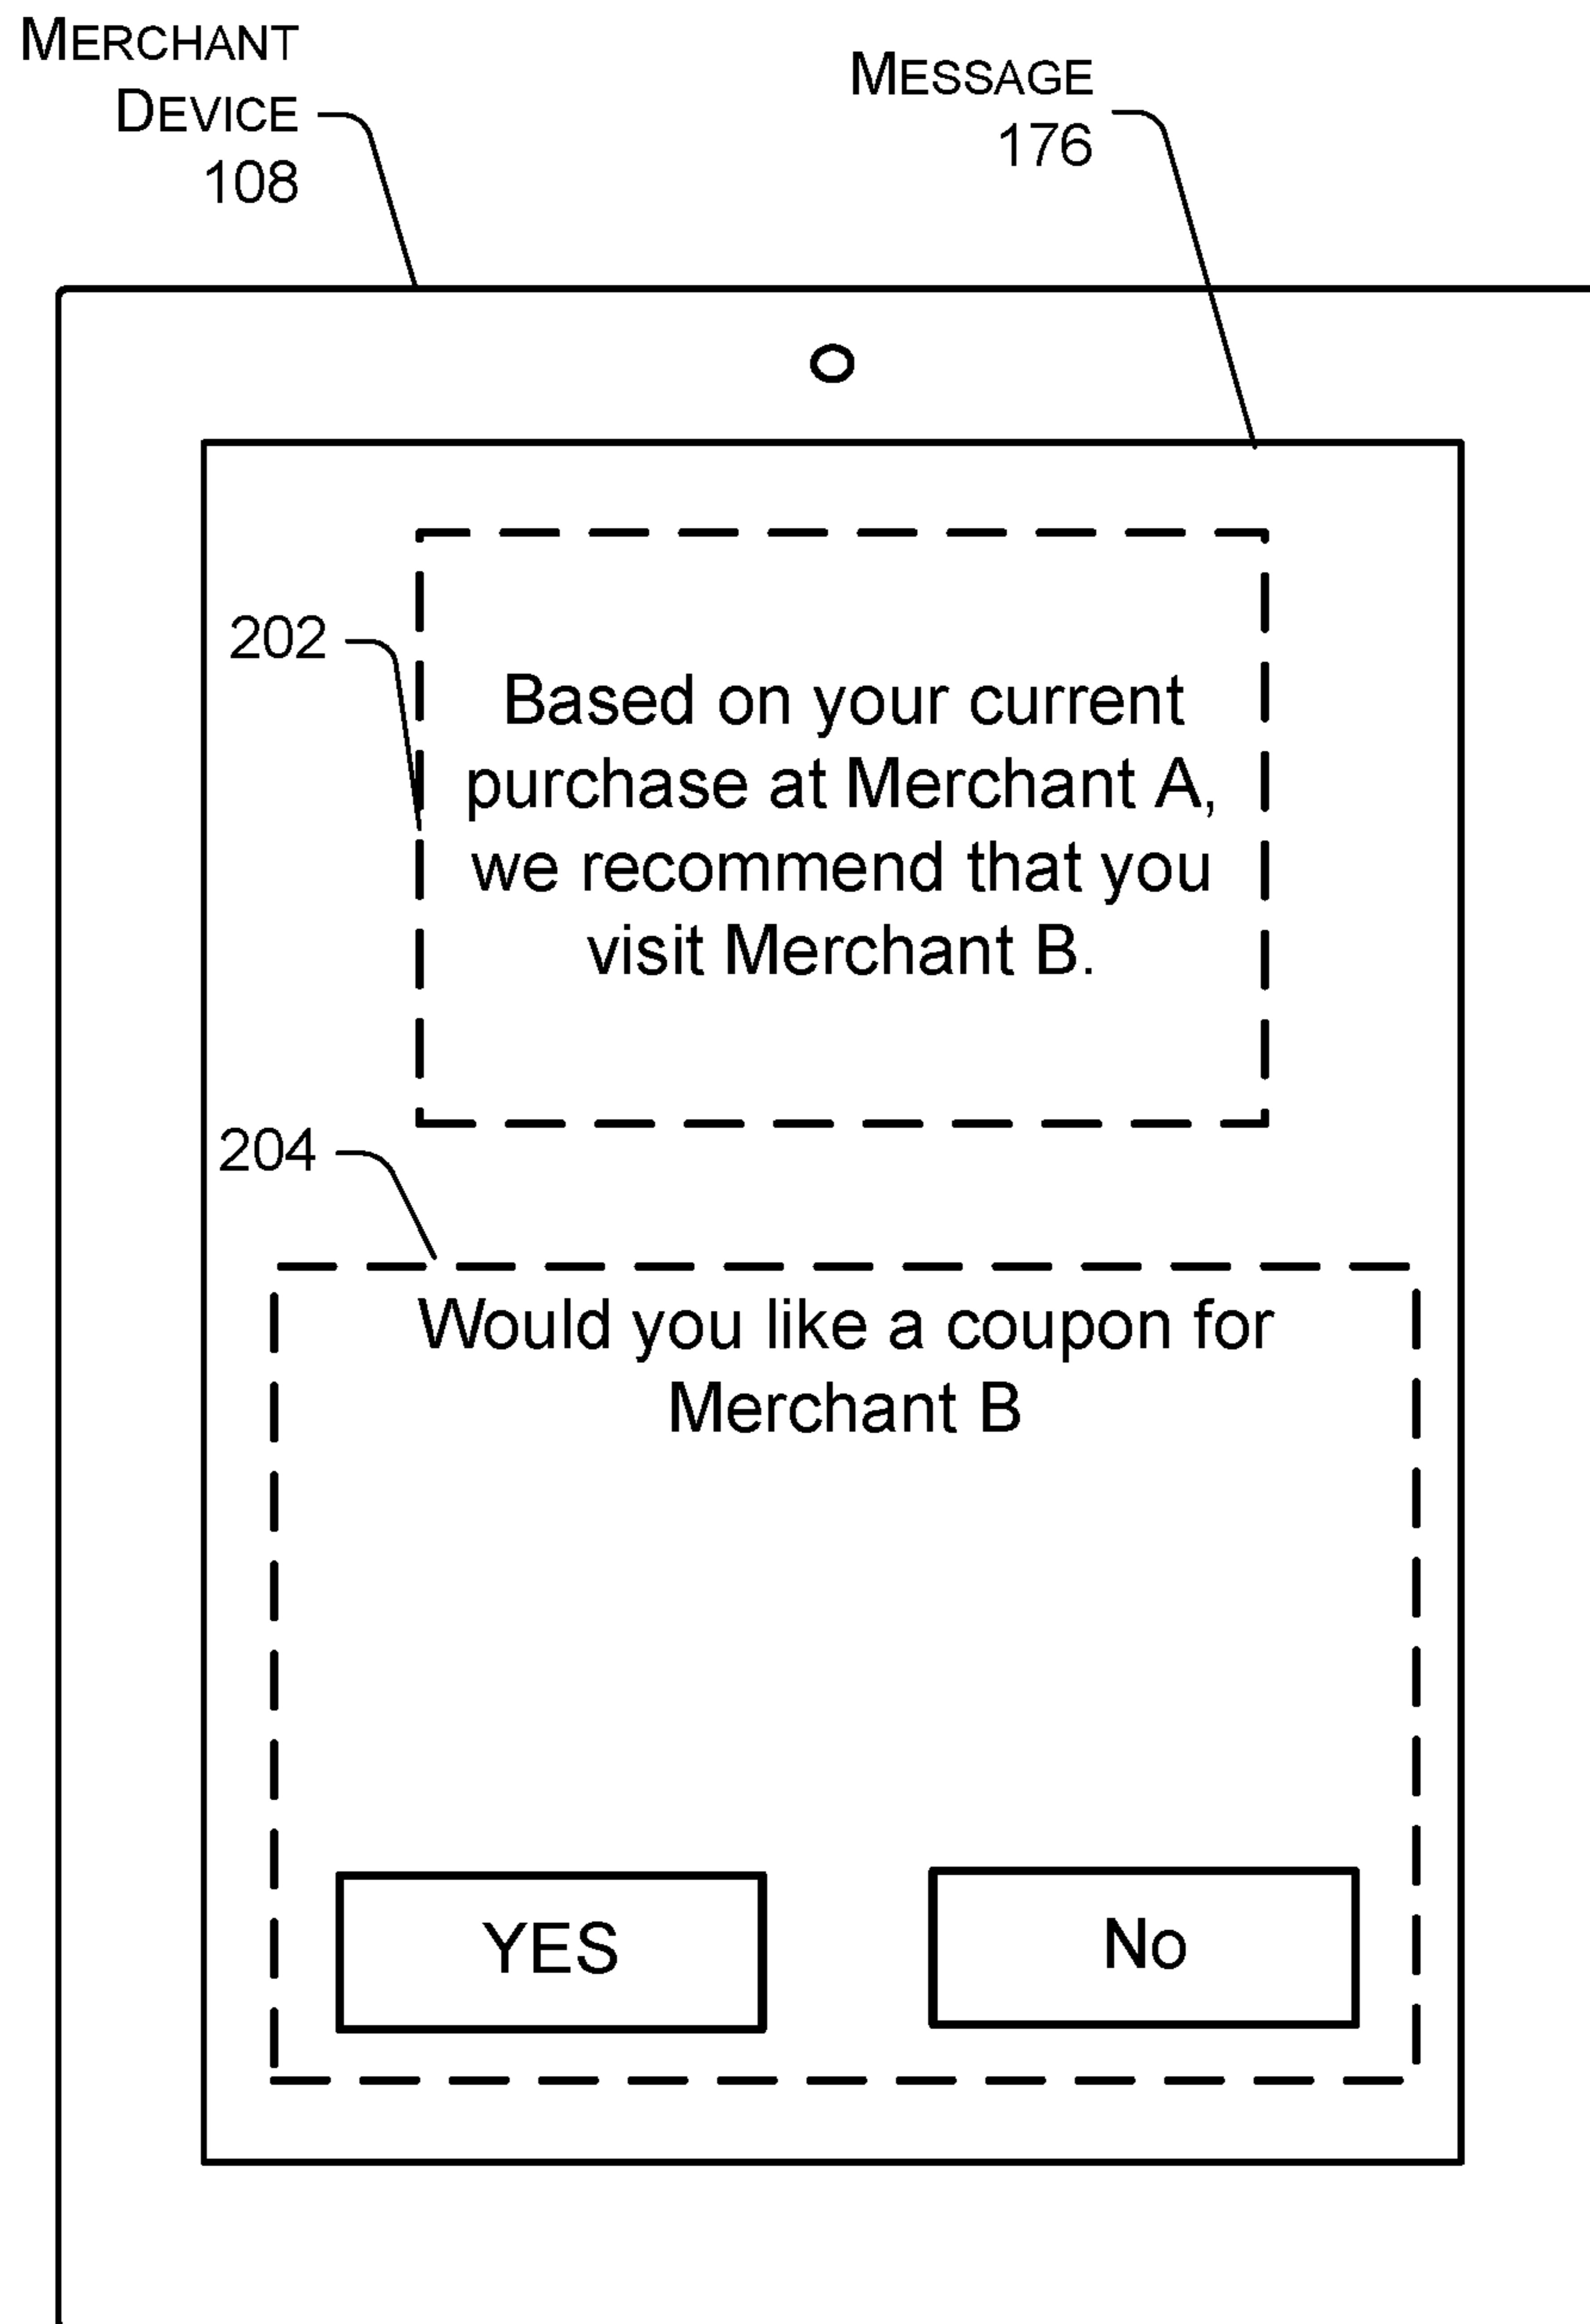 MERCHANT
DEVICE
108
MESSAGE
176
202
Based on your current
purchase at Merchant A,
we recommend that you
visit Merchant B.
204
Would you like a coupon for
Merchant B
YES
No